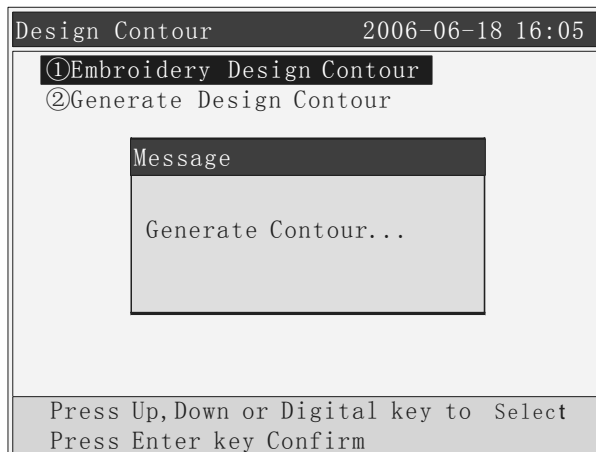 Design Contour 2006-06-18 16:05
①Embroidery Design Contour
②Generate Design Contour
Message
Generate Contour...
Press Up,Down or Digital key to Select
Press Enter key Confirm